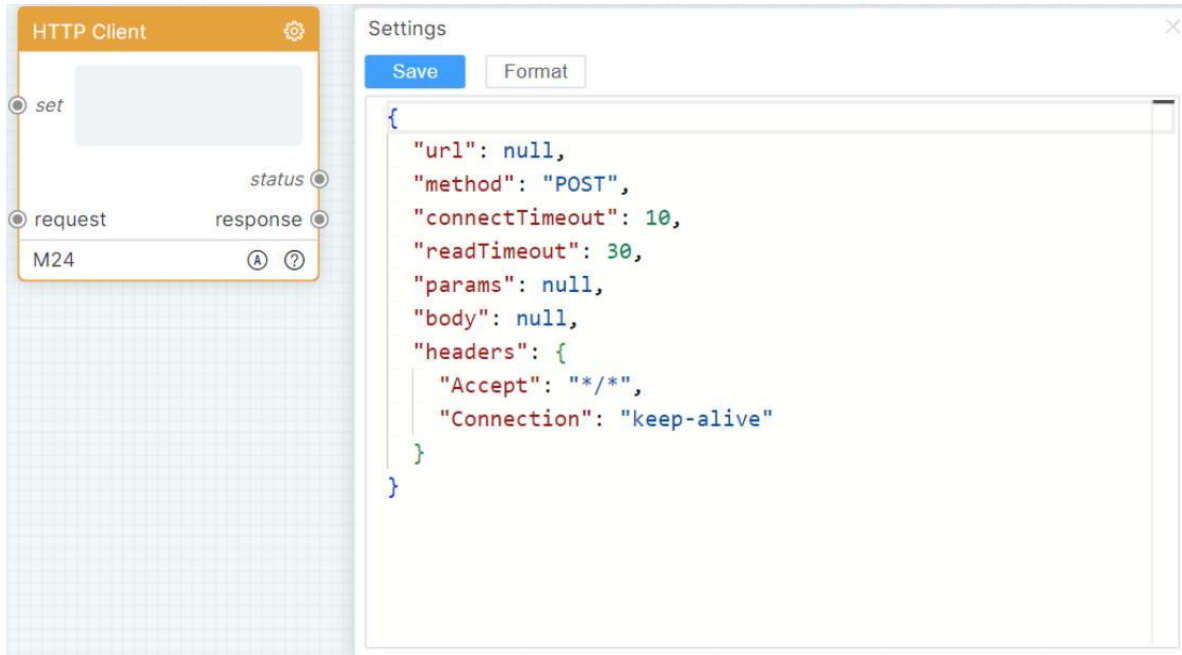 HTTP Client
set
status
request
response
M24
A ?
Settings
Save
Format
{
"url": null,
"method": "POST",
"connectTimeout": 10,
"readTimeout": 30,
"params": null,
"body": null,
"headers": {
"Accept": "*/*",
"Connection": "keep-alive"
}
}